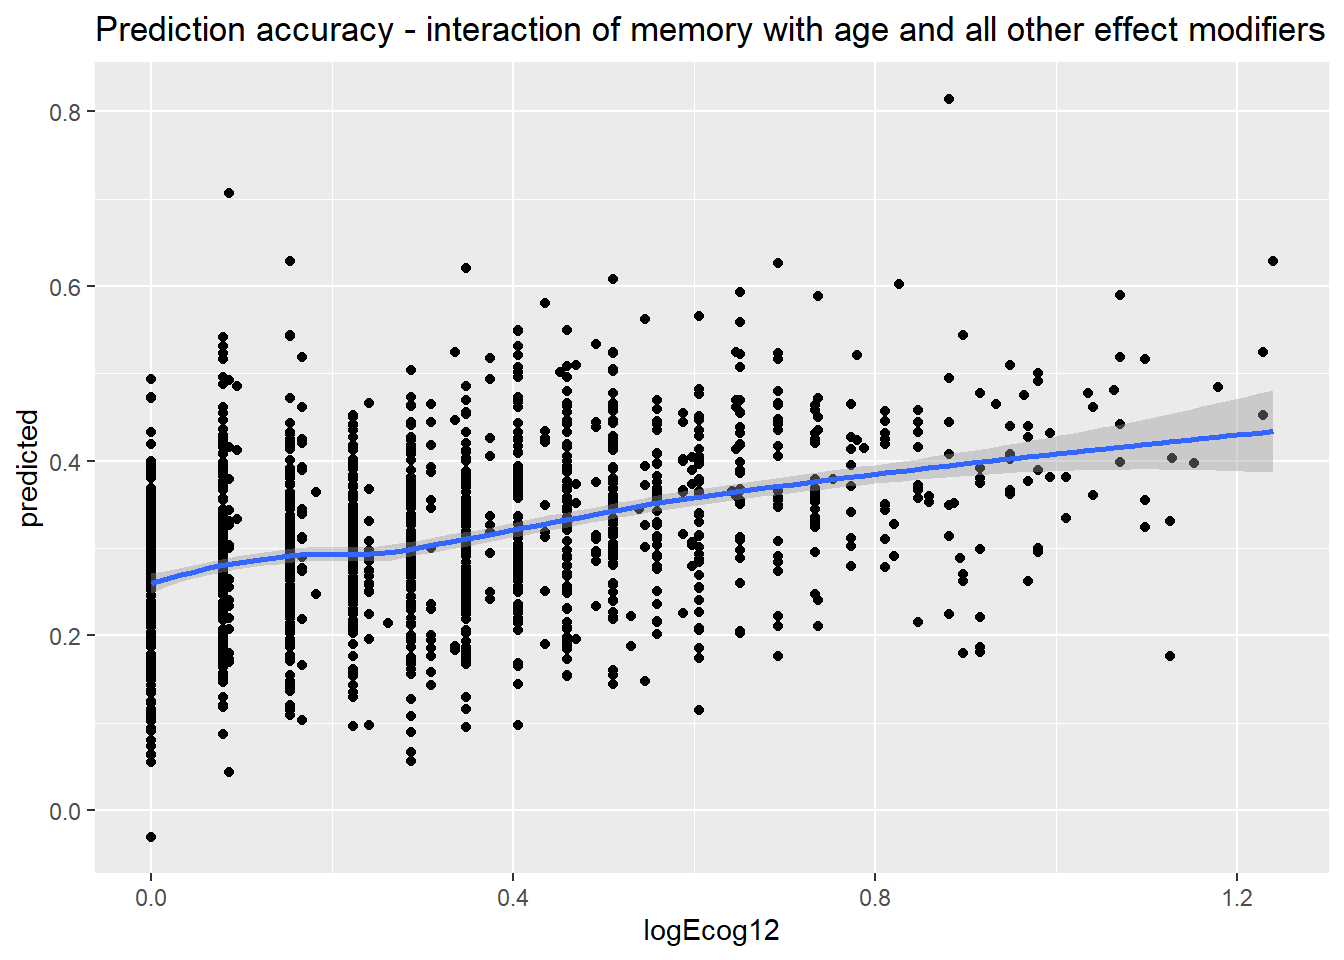 Prediction accuracy - interaction of memory with age and all other effect modifiers
predicted
0.8
0.6
0.4
0.2
0.0
0.0 0.4 0.8 1.2
logEcog12